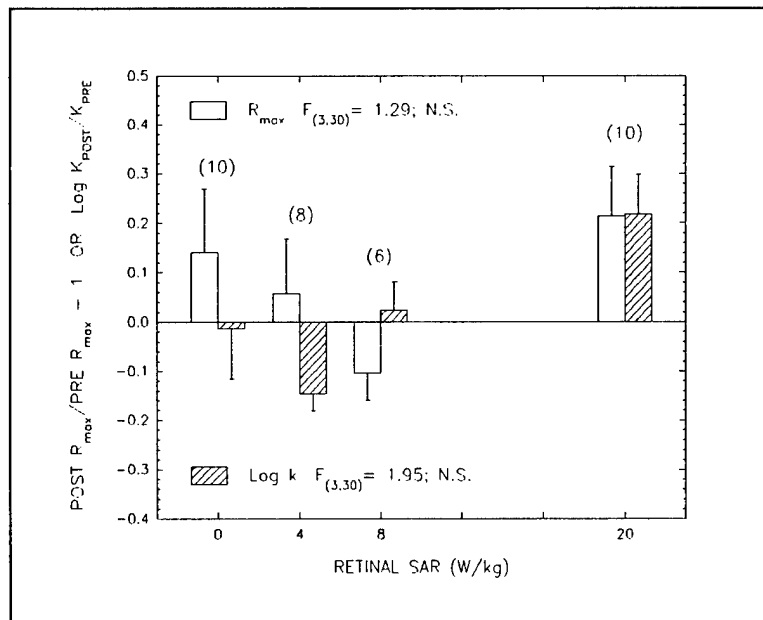 POST R_max/PRE R_max - 1 OR Log K_POST/K_PRE
0.5
0.4
0.3
0.2
0.1
0.0
-0.1
-0.2
-0.3
-0.4
R_max F_(3,30) = 1.29; N.S.
(10)
(8)
(6)
(10)
Log k F_(3,30) = 1.95; N.S.
0 4 8 20
RETINAL SAR (W/kg)